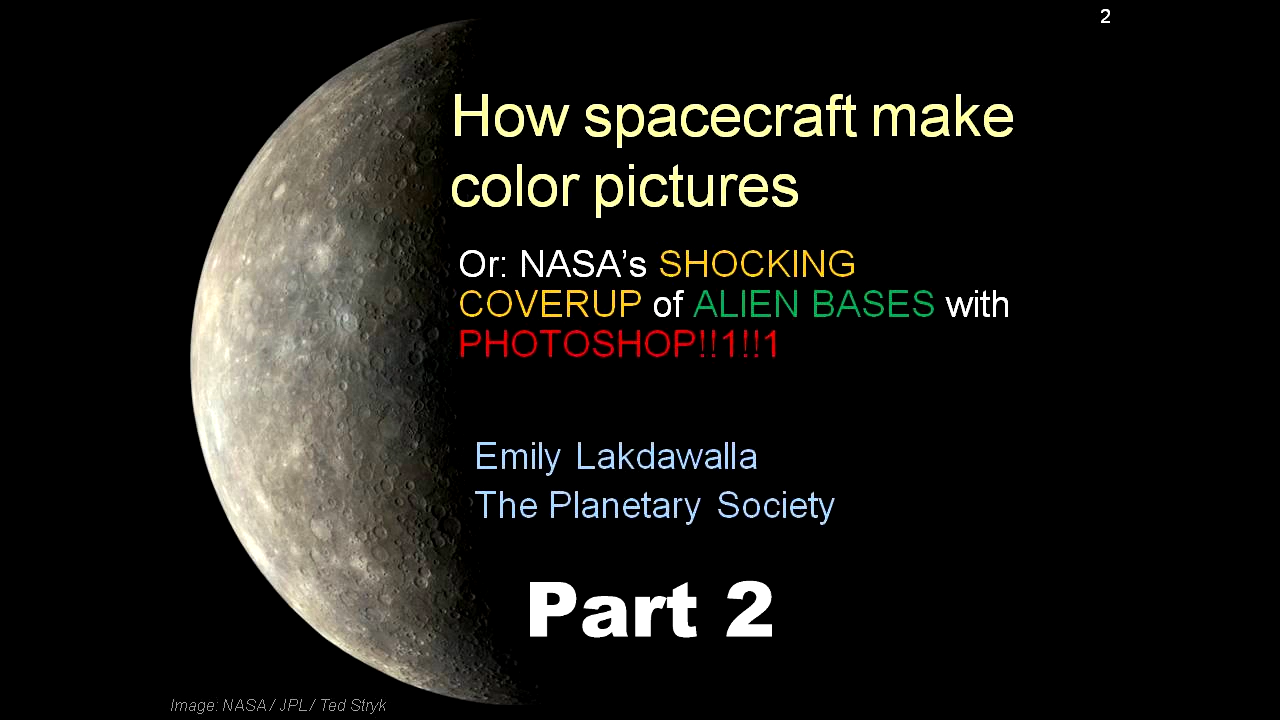 2
How spacecraft make
color pictures
Or: NASA’s SHOCKING
COVERUP of ALIEN BASES with
PHOTOSHOP!!1!!1
Emily Lakdawalla
The Planetary Society
Part 2
Image: NASA / JPL / Ted Stryk